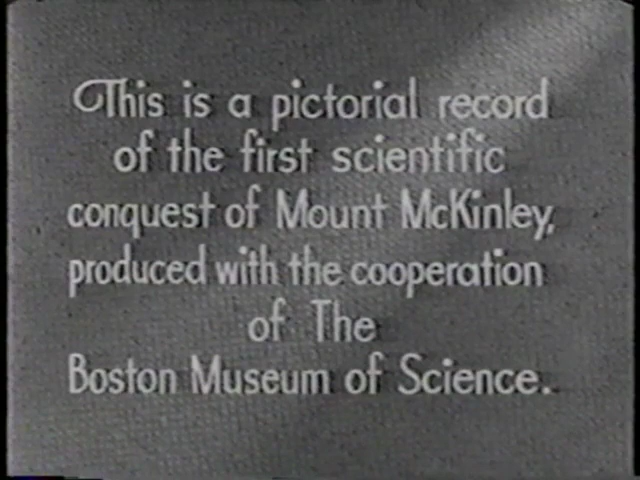 This is a pictorial record
of the first scientific
conquest of Mount McKinley,
produced with the cooperation
of The
Boston Museum of Science.